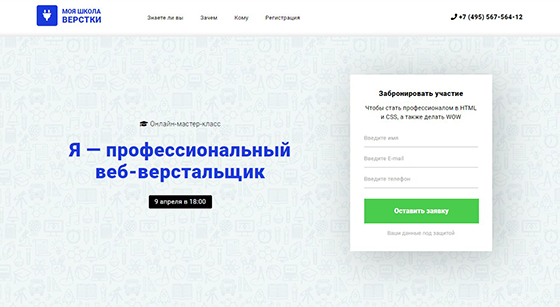 МОЯ ШКОЛА
ВЕРСТКИ
Знаете ли вы Зачем Кому Регистрация
+7 (495) 567-564-12
Онлайн-мастер-класс
Я — профессиональный
веб-верстальщик
9 апреля в 18:00
Забронировать участие
Чтобы стать профессионалом в HTML
и CSS, а также делать WOW
Введите имя
Введите E-mail
Введите телефон
Оставить заявку
Ваши данные под защитой